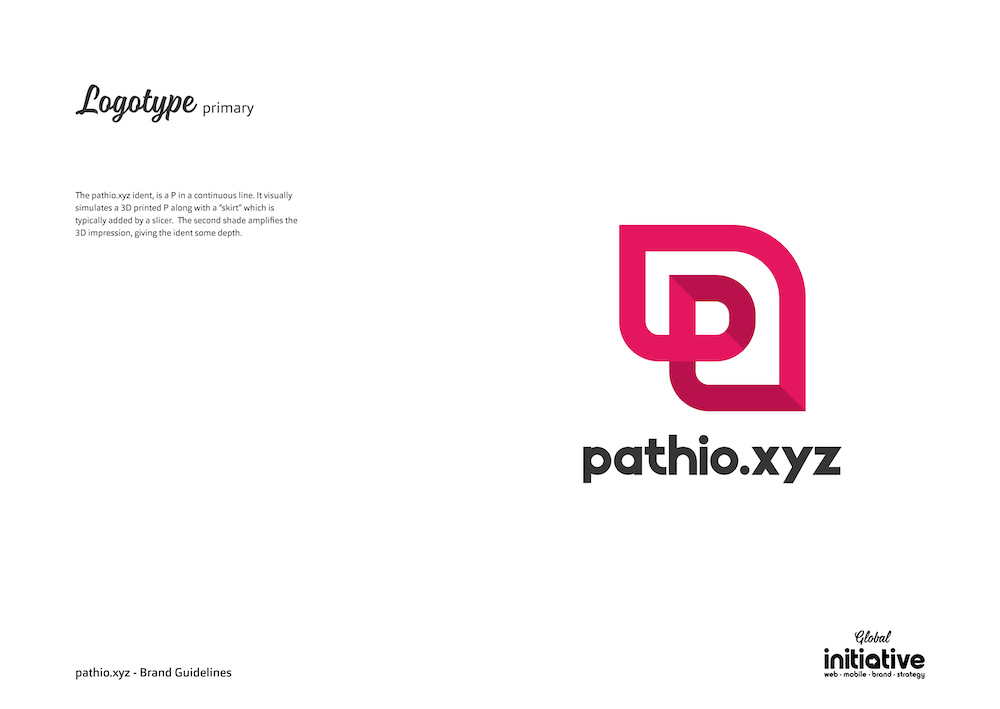 Logotype primary
The pathio.xyz ident, is a P in a continuous line. It visually
simulates a 3D printed P along with a “skirt” which is
typically added by a slicer.  The second shade amplifies the
3D impression, giving the ident some depth.
pathio.xyz
pathio.xyz - Brand Guidelines
Global
initiative
web · mobile · brand · strategy